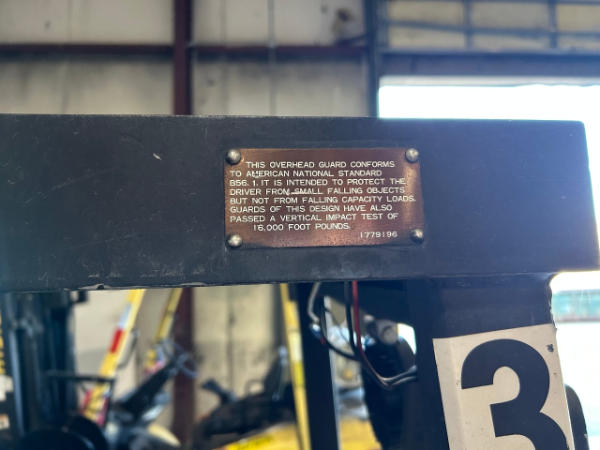 THIS OVERHEAD GUARD CONFORMS
TO AMERICAN NATIONAL STANDARD
B56.1. IT IS INTENDED TO PROTECT THE
DRIVER FROM SMALL FALLING OBJECTS
BUT NOT FROM FALLING CAPACITY LOADS.
GUARDS OF THIS DESIGN HAVE ALSO
PASSED A VERTICAL IMPACT TEST OF
16,000 FOOT POUNDS.
1779196
3